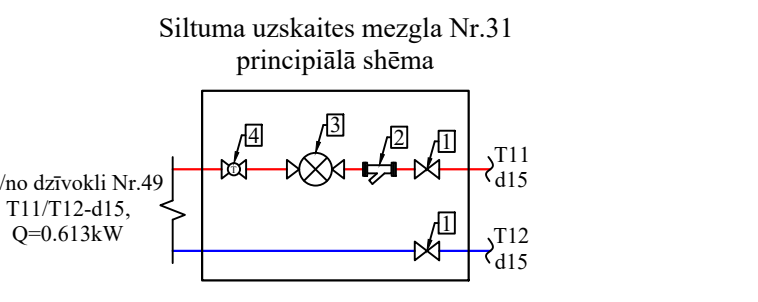 Siltuma uzskaites mezgla Nr.31
principiālā shēma
4
3
2
1
T11
d15
/no dzīvokli Nr.49
T11/T12-d15,
Q=0.613kW
T
1
T12
d15